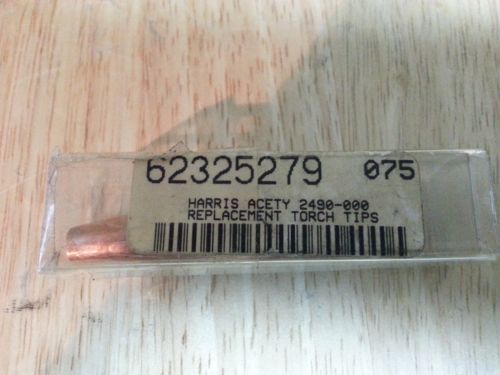 62325279 075
HARRIS ACETY 2490-000
REPLACEMENT TORCH TIPS